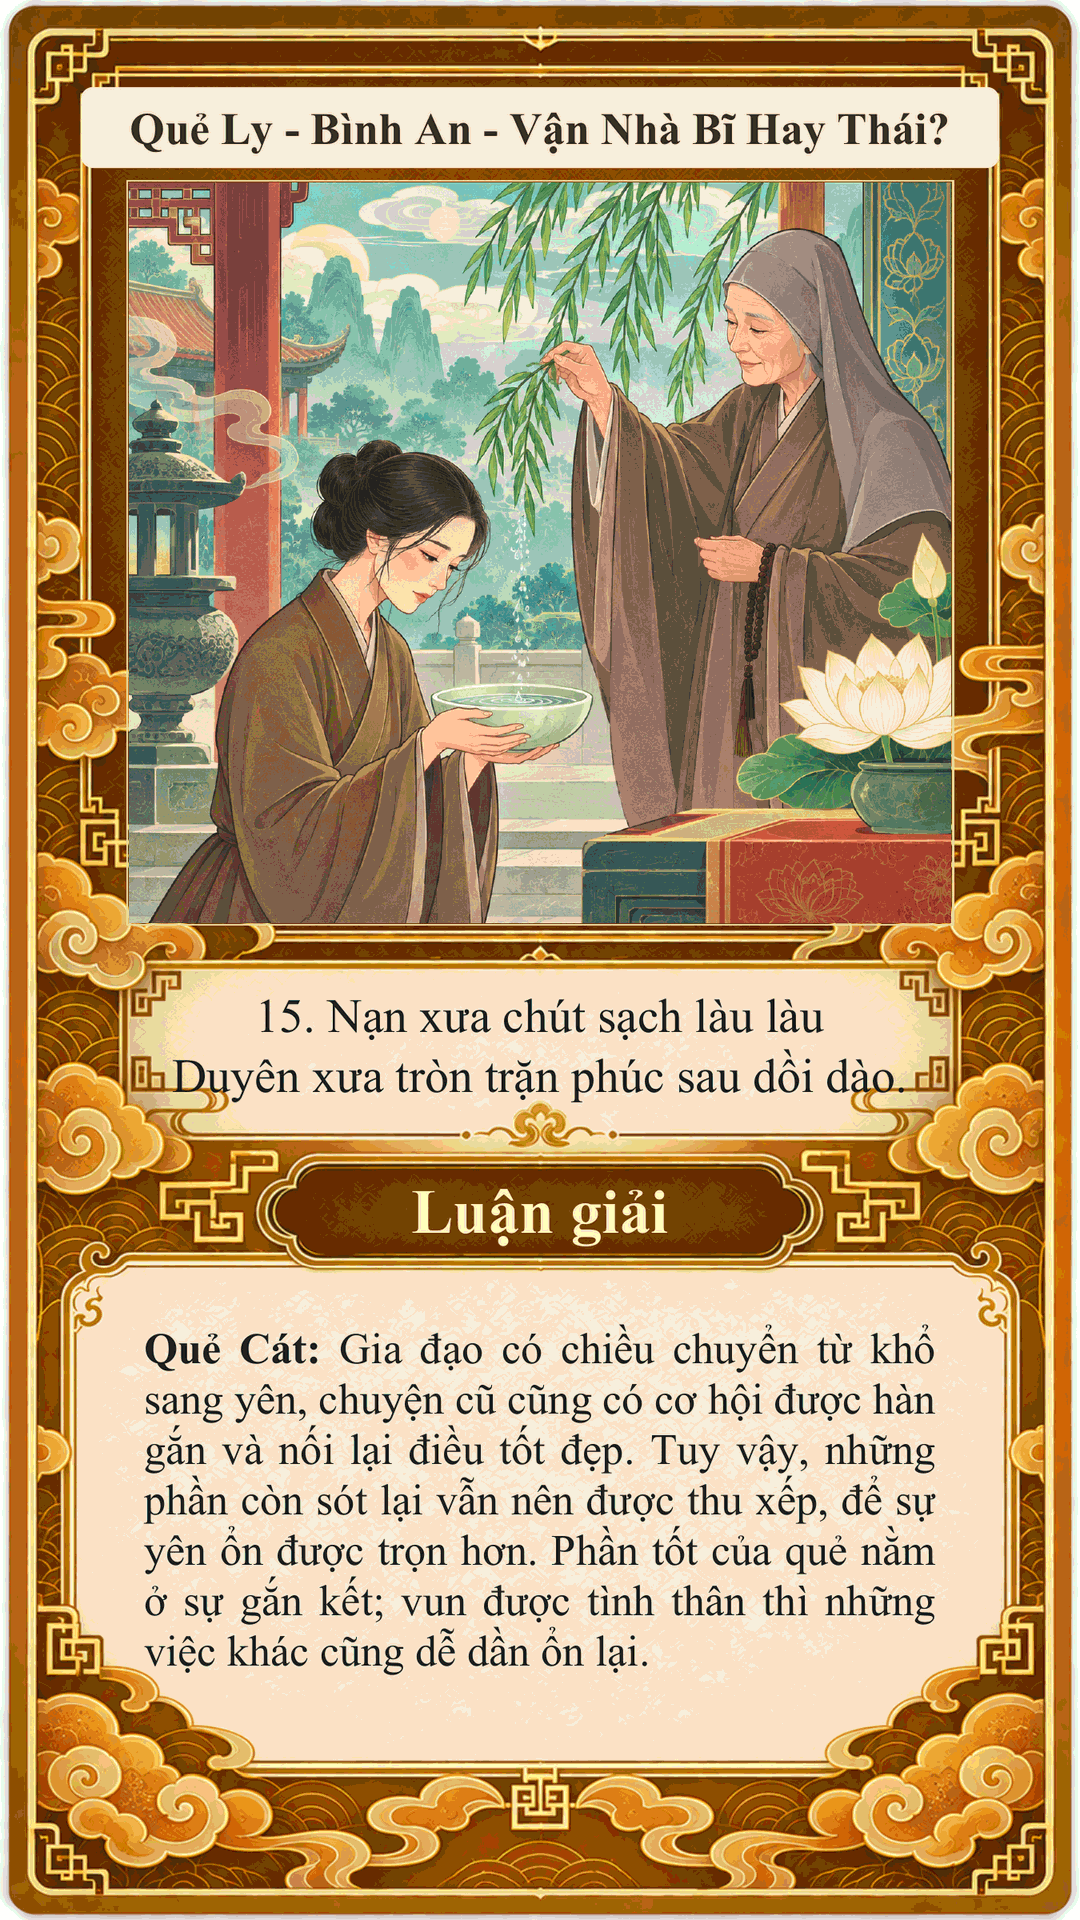 Quẻ Ly - Bình An - Vận Nhà Bĩ Hay Thái?
15. Nạn xưa chút sạch làu làu
Duyên xưa tròn trặn phúc sau dồi dào.
Luận giải
Quẻ Cát: Gia đạo có chiều chuyển từ khổ
sang yên, chuyện cũ cũng có cơ hội được hàn
gắn và nối lại điều tốt đẹp. Tuy vậy, những
phần còn sót lại vẫn nên được thu xếp, để sự
yên ổn được trọn hơn. Phần tốt của quẻ nằm
ở sự gắn kết; vun được tình thân thì những
việc khác cũng dễ dần ổn lại.